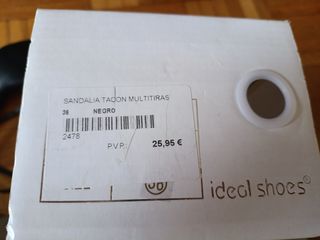 SANDALIA TACON MULTITIRAS
36 NEGRO
2478
P.V.P. 25,95 €
ideal shoes®